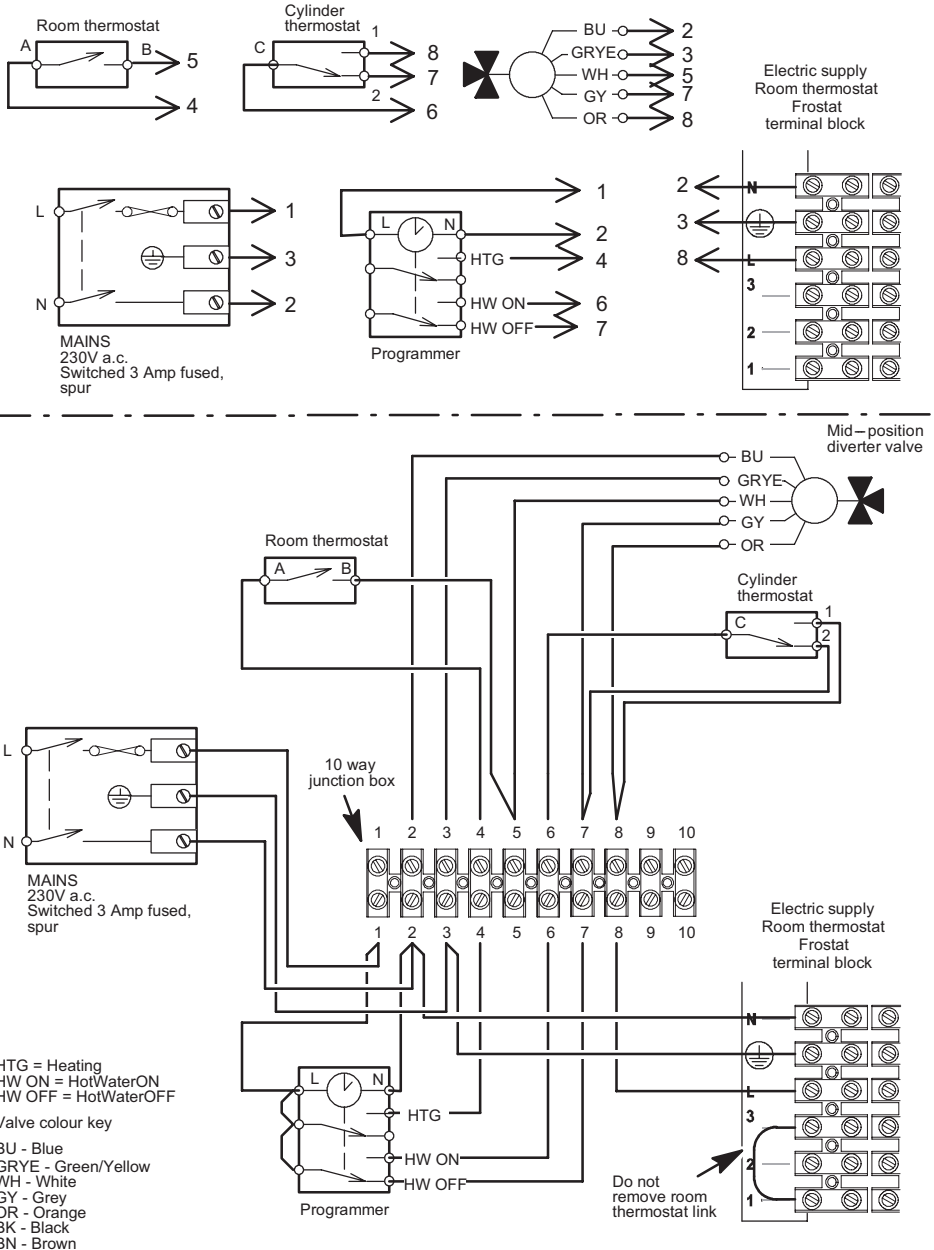 Room thermostat
A
B
5
4
Cylinder
thermostat
C
1
2
8
7
6
BU
2
GRYE
3
WH
5
GY
7
OR
8
Electric supply
Room thermostat
Frostat
terminal block
2
N
3
8
L
3
2
1
L
1
3
N
2
MAINS
230V a.c.
Switched 3 Amp fused,
spur
1
L
N
2
HTG
4
HW ON
6
HW OFF
7
Programmer
Mid–position
diverter valve
BU
GRYE
WH
GY
OR
Room thermostat
A
B
Cylinder
thermostat
C
1
2
L
N
MAINS
230V a.c.
Switched 3 Amp fused,
spur
10 way
junction box
1 2 3 4 5 6 7 8 9 10
1 2 3 4 5 6 7 8 9 10
Electric supply
Room thermostat
Frostat
terminal block
N
L
3
2
1
L
N
HTG
HW ON
HW OFF
Programmer
Do not
remove room
thermostat link
HTG = Heating
HW ON = HotWaterON
HW OFF = HotWaterOFF
Valve colour key
BU - Blue
GRYE - Green/Yellow
WH - White
GY - Grey
OR - Orange
BK - Black
BN - Brown